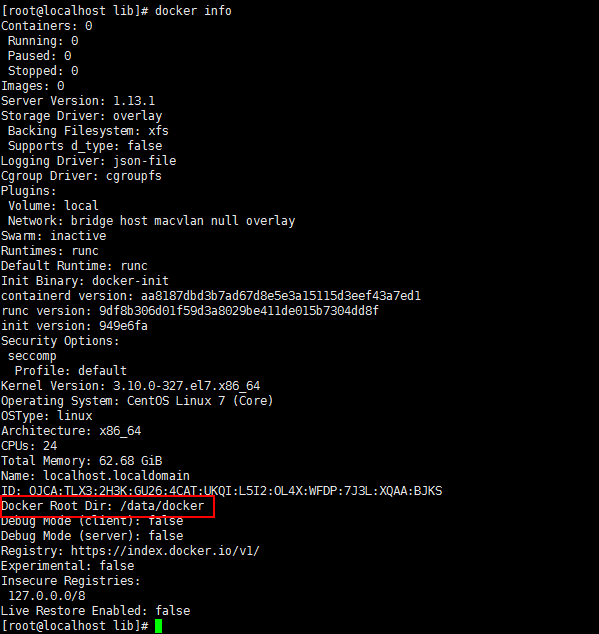 [root@localhost lib]# docker info
Containers: 0
 Running: 0
 Paused: 0
 Stopped: 0
Images: 0
Server Version: 1.13.1
Storage Driver: overlay
 Backing Filesystem: xfs
 Supports d_type: false
Logging Driver: json-file
Cgroup Driver: cgroupfs
Plugins:
 Volume: local
 Network: bridge host macvlan null overlay
Swarm: inactive
Runtimes: runc
Default Runtime: runc
Init Binary: docker-init
containerd version: aa8187dbd3b7ad67d8e5e3a15115d3eef43a7ed1
runc version: 9df8b306d01f59d3a8029be411de015b7304dd8f
init version: 949e6fa
Security Options:
 seccomp
  Profile: default
Kernel Version: 3.10.0-327.el7.x86_64
Operating System: CentOS Linux 7 (Core)
OSType: linux
Architecture: x86_64
CPUs: 24
Total Memory: 62.68 GiB
Name: localhost.localdomain
ID: OJCA:TLX3:2H3K:GU26:4CAT:UKQI:L5I2:OL4X:WFDP:7J3L:XQAA:BJKS
Docker Root Dir: /data/docker
Debug Mode (client): false
Debug Mode (server): false
Registry: https://index.docker.io/v1/
Experimental: false
Insecure Registries:
 127.0.0.0/8
Live Restore Enabled: false
[root@localhost lib]#